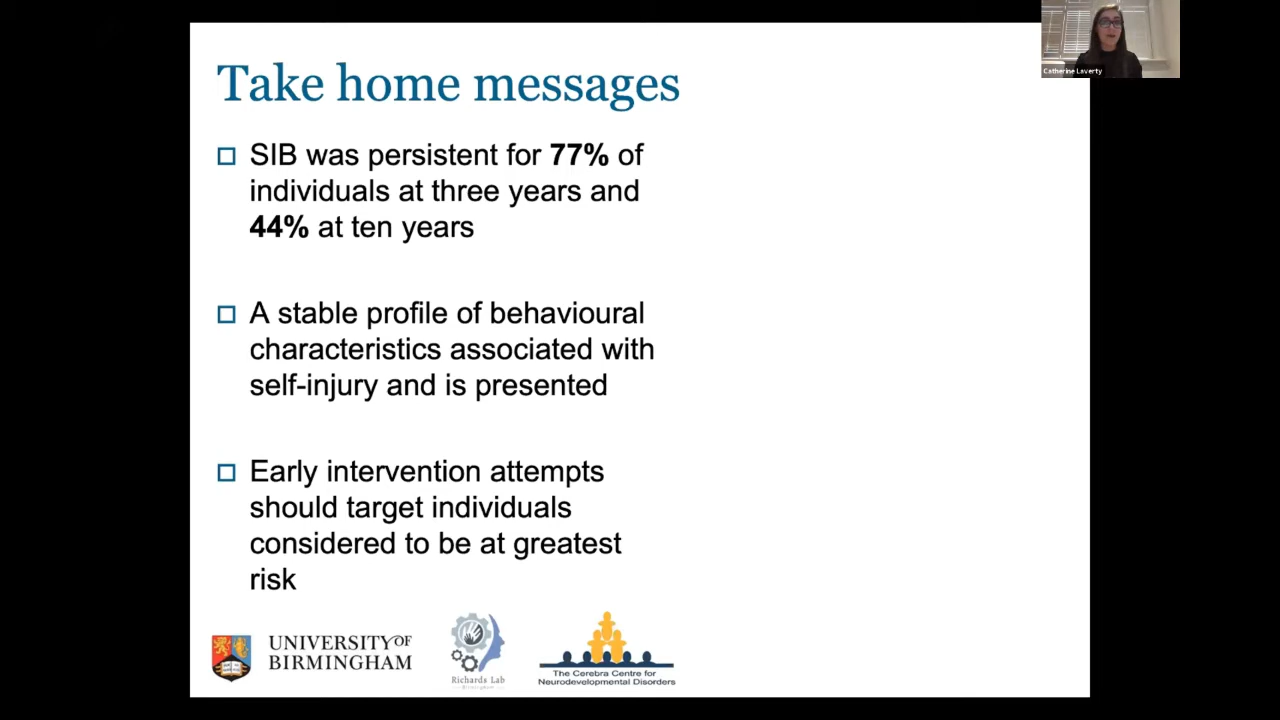 Catherine Laverty
Take home messages
SIB was persistent for 77% of
individuals at three years and
44% at ten years
A stable profile of behavioural
characteristics associated with
self-injury and is presented
Early intervention attempts
should target individuals
considered to be at greatest
risk
UNIVERSITY OF
BIRMINGHAM
Richards Lab
Birmingham
The Cerebra Centre for
Neurodevelopmental Disorders